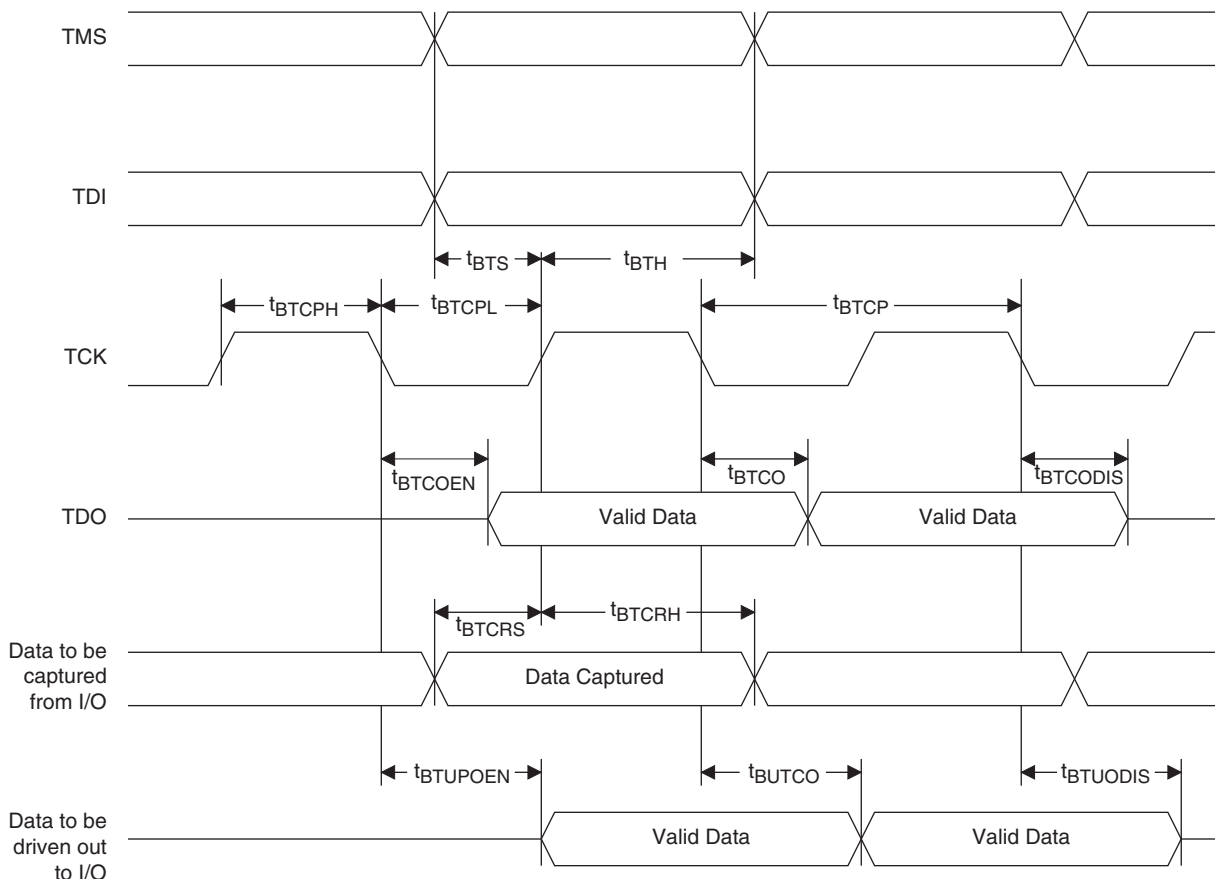 TMS
TDI
tBTS
tBTH
tBTCPH
tBTCPL
tBTCP
TCK
tBTCOEN
tBTCO
tBTCODIS
TDO
Valid Data
Valid Data
tBTCRS
tBTCRH
Data to be
captured
from I/O
Data Captured
tBTUPOEN
tBUTCO
tBTUODIS
Data to be
driven out
to I/O
Valid Data
Valid Data